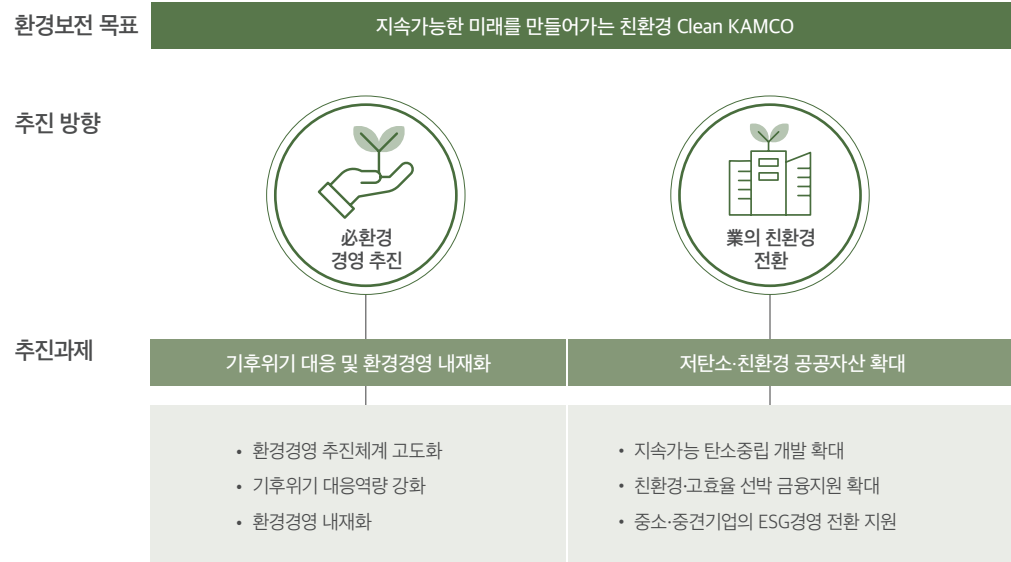 환경보전 목표
지속가능한 미래를 만들어가는 친환경 Clean KAMCO
추진 방향
必환경
경영 추진
業의 친환경
전환
추진과제
기후위기 대응 및 환경경영 내재화
저탄소·친환경 공공자산 확대
• 환경경영 추진체계 고도화
• 기후위기 대응역량 강화
• 환경경영 내재화
• 지속가능 탄소중립 개발 확대
• 친환경·고효율 선박 금융지원 확대
• 중소·중견기업의 ESG경영 전환 지원